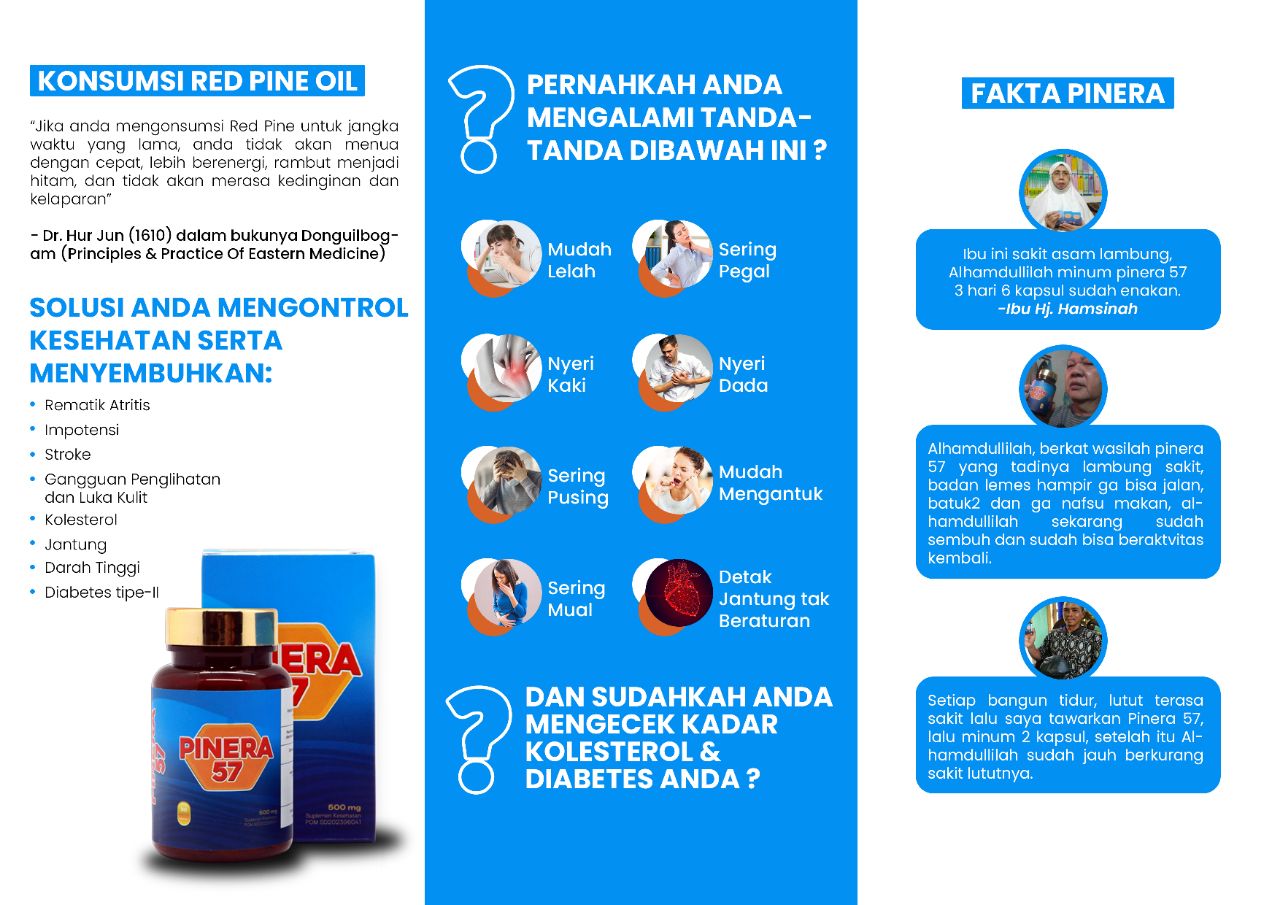 KONSUMSI RED PINE OIL
“Jika anda mengonsumsi Red Pine untuk jangka
waktu yang lama, anda tidak akan menua
dengan cepat, lebih berenergi, rambut menjadi
hitam, dan tidak akan merasa kedinginan dan
kelaparan”
- Dr. Hur Jun (1610) dalam bukunya Donguilbog-
am (Principles & Practice Of Eastern Medicine)
SOLUSI ANDA MENGONTROL
KESEHATAN SERTA
MENYEMBUHKAN:
• Rematik Atritis
• Impotensi
• Stroke
• Gangguan Penglihatan
dan Luka Kulit
• Kolesterol
• Jantung
• Darah Tinggi
• Diabetes tipe-II
NERA
7
PINERA
57
500 mg
Suplemen Kesehatan
POM SD202396041
PERNAHKAH ANDA
MENGALAMI TANDA-
TANDA DIBAWAH INI ?
Mudah
Lelah
Sering
Pegal
Nyeri
Kaki
Nyeri
Dada
Sering
Pusing
Mudah
Mengantuk
Sering
Mual
Detak
Jantung tak
Beraturan
DAN SUDAHKAH ANDA
MENGECEK KADAR
KOLESTEROL &
DIABETES ANDA ?
FAKTA PINERA
Ibu ini sakit asam lambung,
Alhamdullilah minum pinera 57
3 hari 6 kapsul sudah enakan.
-Ibu Hj. Hamsinah
Alhamdullilah, berkat wasilah pinera
57 yang tadinya lambung sakit,
badan lemes hampir ga bisa jalan,
batuk2 dan ga nafsu makan, al-
hamdullilah sekarang sudah
sembuh dan sudah bisa beraktvitas
kembali.
Setiap bangun tidur, lutut terasa
sakit lalu saya tawarkan Pinera 57,
lalu minum 2 kapsul, setelah itu Al-
hamdullilah sudah jauh berkurang
sakit lututnya.